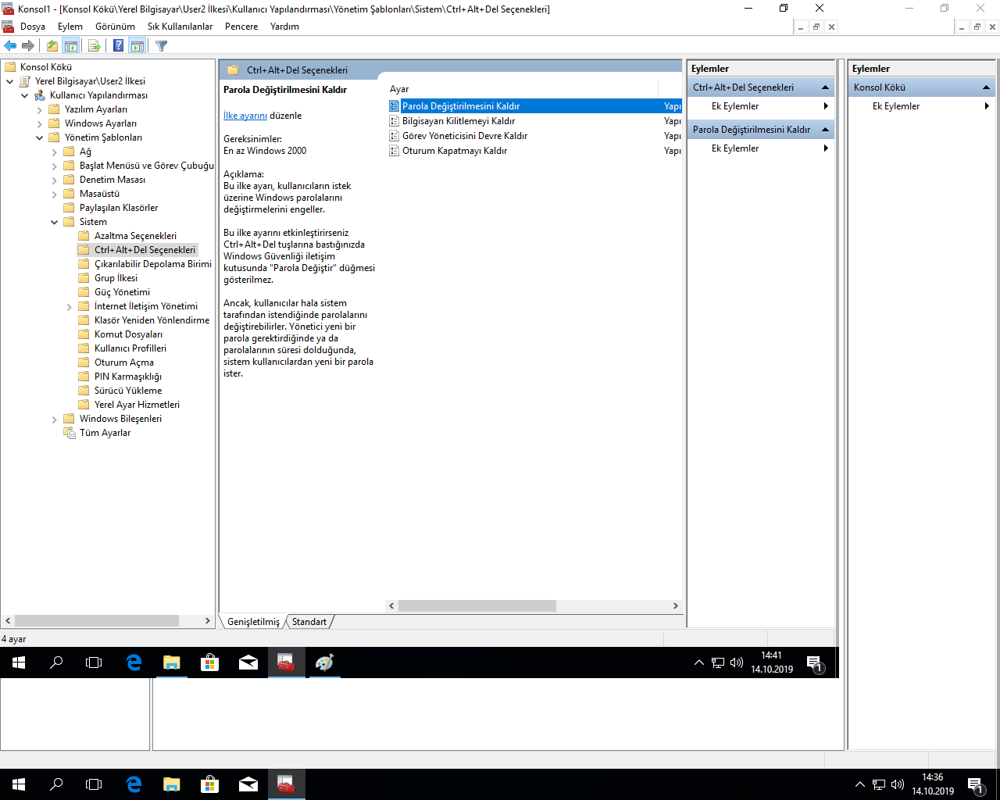 Konsol1 - [Konsol Kökü\Yerel Bilgisayar\User2 İlkesi\Kullanıcı Yapılandırması\Yönetim Şablonları\Sistem\Ctrl+Alt+Del Seçenekleri]
Dosya Eylem Görünüm Sık Kullanılanlar Pencere Yardım
Konsol Kökü
Yerel Bilgisayar\User2 İlkesi
Kullanıcı Yapılandırması
Yazılım Ayarları
Windows Ayarları
Yönetim Şablonları
Ağ
Başlat Menüsü ve Görev Çubuğu
Denetim Masası
Masaüstü
Paylaşılan Klasörler
Sistem
Azaltma Seçenekleri
Ctrl+Alt+Del Seçenekleri
Çıkarılabilir Depolama Birimi
Grup İlkesi
Güç Yönetimi
İnternet İletişim Yönetimi
Klasör Yeniden Yönlendirme
Komut Dosyaları
Kullanıcı Profilleri
Oturum Açma
PIN Karmaşıklığı
Sürücü Yükleme
Yerel Ayar Hizmetleri
Windows Bileşenleri
Tüm Ayarlar
Ctrl+Alt+Del Seçenekleri
Parola Değiştirilmesini Kaldır
İlke ayarını düzenle
Gereksinimler:
En az Windows 2000
Açıklama:
Bu ilke ayarı, kullanıcıların istek
üzerine Windows parolalarını
değiştirmelerini engeller.
Bu ilke ayarını etkinleştirirseniz
Ctrl+Alt+Del tuşlarına bastığınızda
Windows Güvenliği iletişim
kutusunda "Parola Değiştir" düğmesi
gösterilmez.
Ancak, kullanıcılar hala sistem
tarafından istendiğinde parolalarını
değiştirebilirler. Yönetici yeni bir
parola gerektirdiğinde ya da
parolalarının süresi dolduğunda,
sistem kullanıcılardan yeni bir parola
ister.
Ayar
Parola Değiştirilmesini Kaldır Yapı
Bilgisayarı Kilitlemeyi Kaldır Yapı
Görev Yöneticisini Devre Kaldır Yapı
Oturum Kapatmayı Kaldır Yapı
Genişletilmiş Standart
Eylemler
Ctrl+Alt+Del Seçenekleri
Ek Eylemler
Parola Değiştirilmesini Kaldır
Ek Eylemler
Eylemler
Konsol Kökü
Ek Eylemler
4 ayar
14:41
14.10.2019
1
14:36
14.10.2019
1